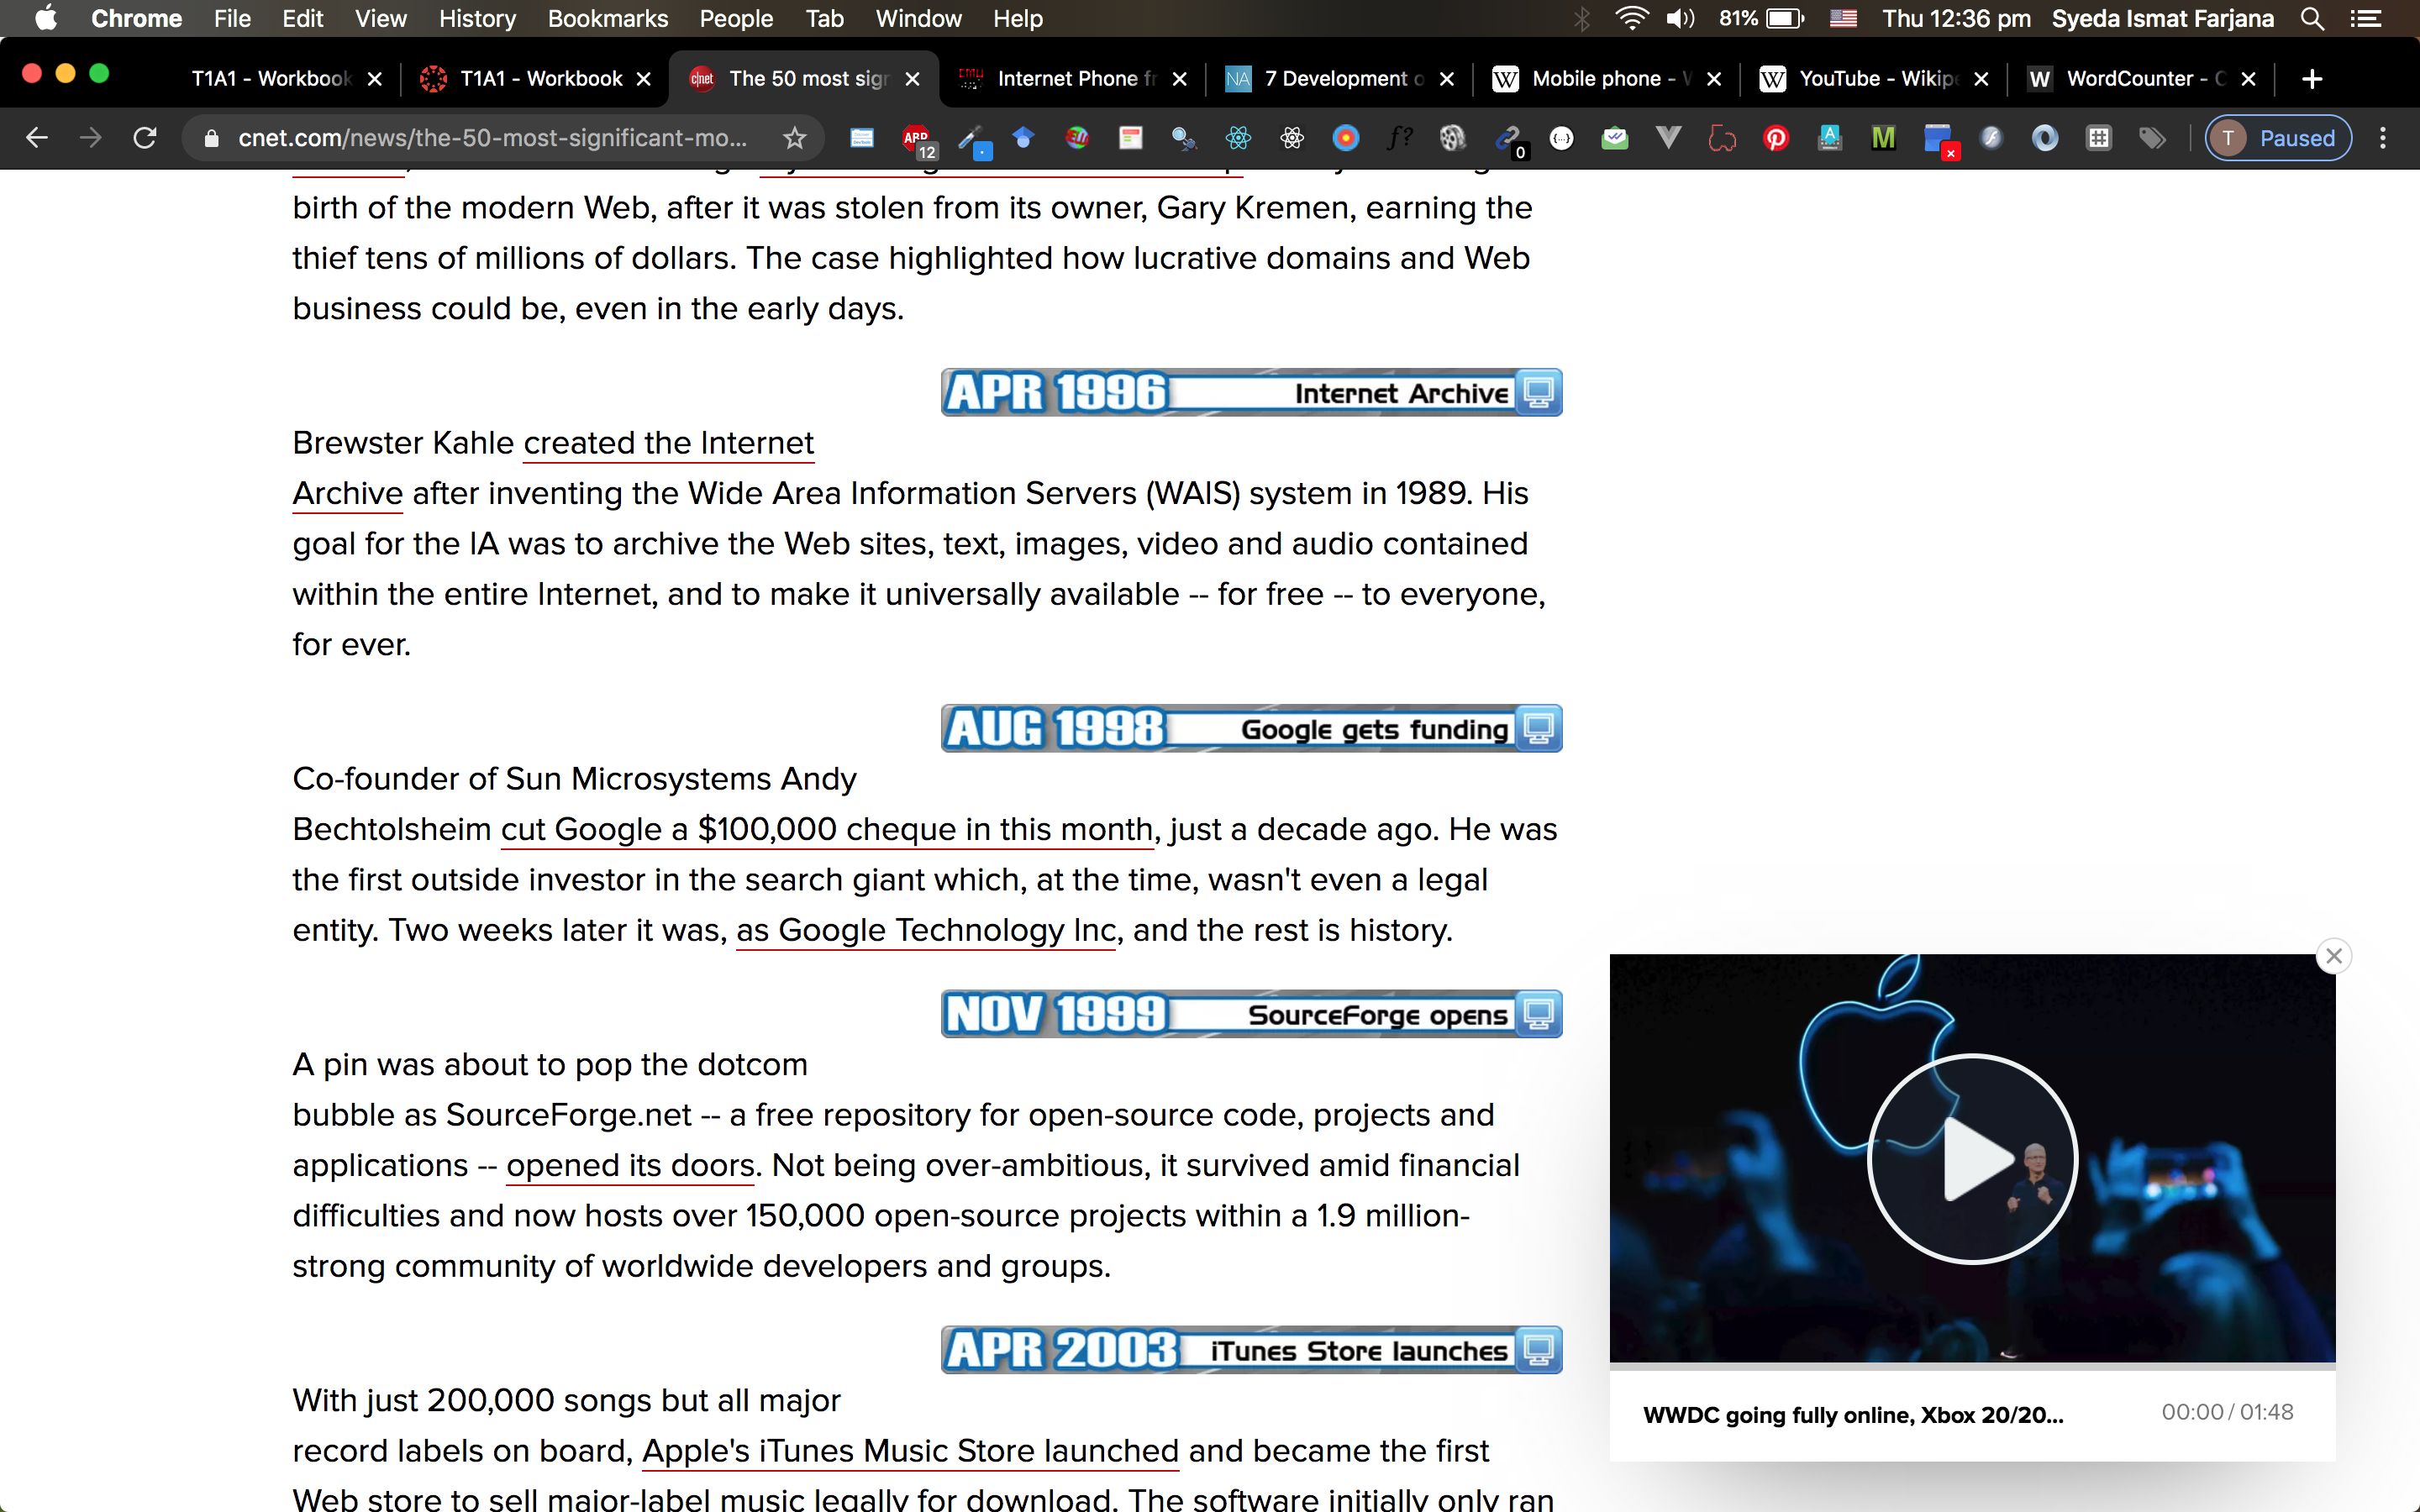 Chrome File Edit View History Bookmarks People Tab Window Help 81% Thu 12:36 pm Syeda Ismat Farjana
T1A1 - Workbook T1A1 - Workbook The 50 most sig Internet Phone f 7 Development o Mobile phone - YouTube - Wikip WordCounter -
cnet.com/news/the-50-most-significant-mo... Paused
birth of the modern Web, after it was stolen from its owner, Gary Kremen, earning the
thief tens of millions of dollars. The case highlighted how lucrative domains and Web
business could be, even in the early days.
APR 1996 Internet Archive
Brewster Kahle created the Internet
Archive after inventing the Wide Area Information Servers (WAIS) system in 1989. His
goal for the IA was to archive the Web sites, text, images, video and audio contained
within the entire Internet, and to make it universally available -- for free -- to everyone,
for ever.
AUG 1998 Google gets funding
Co-founder of Sun Microsystems Andy
Bechtolsheim cut Google a $100,000 cheque in this month, just a decade ago. He was
the first outside investor in the search giant which, at the time, wasn't even a legal
entity. Two weeks later it was, as Google Technology Inc, and the rest is history.
NOV 1999 SourceForge opens
A pin was about to pop the dotcom
bubble as SourceForge.net -- a free repository for open-source code, projects and
applications -- opened its doors. Not being over-ambitious, it survived amid financial
difficulties and now hosts over 150,000 open-source projects within a 1.9 million-
strong community of worldwide developers and groups.
APR 2003 iTunes Store launches
With just 200,000 songs but all major
record labels on board, Apple's iTunes Music Store launched and became the first
Web store to sell major-label music legally for download. The software initially only ran
WWDC going fully online, Xbox 20/20... 00:00 / 01:48